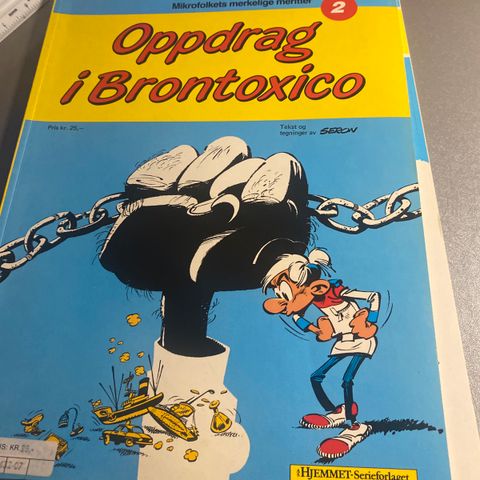 Mikrofolkets merkelige meritter
2
Oppdrag
i Brontoxico
Pris kr. 25,–
Tekst og
tegninger av SERON
A/S HJEMMET-Serieforlaget